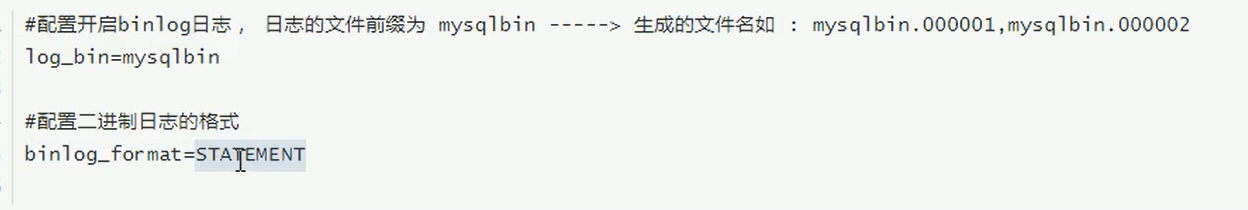 #配置开启binlog日志， 日志的文件前缀为 mysqlbin -----> 生成的文件名如 : mysqlbin.000001,mysqlbin.000002
log_bin=mysqlbin
#配置二进制日志的格式
binlog_format=STATEMENT